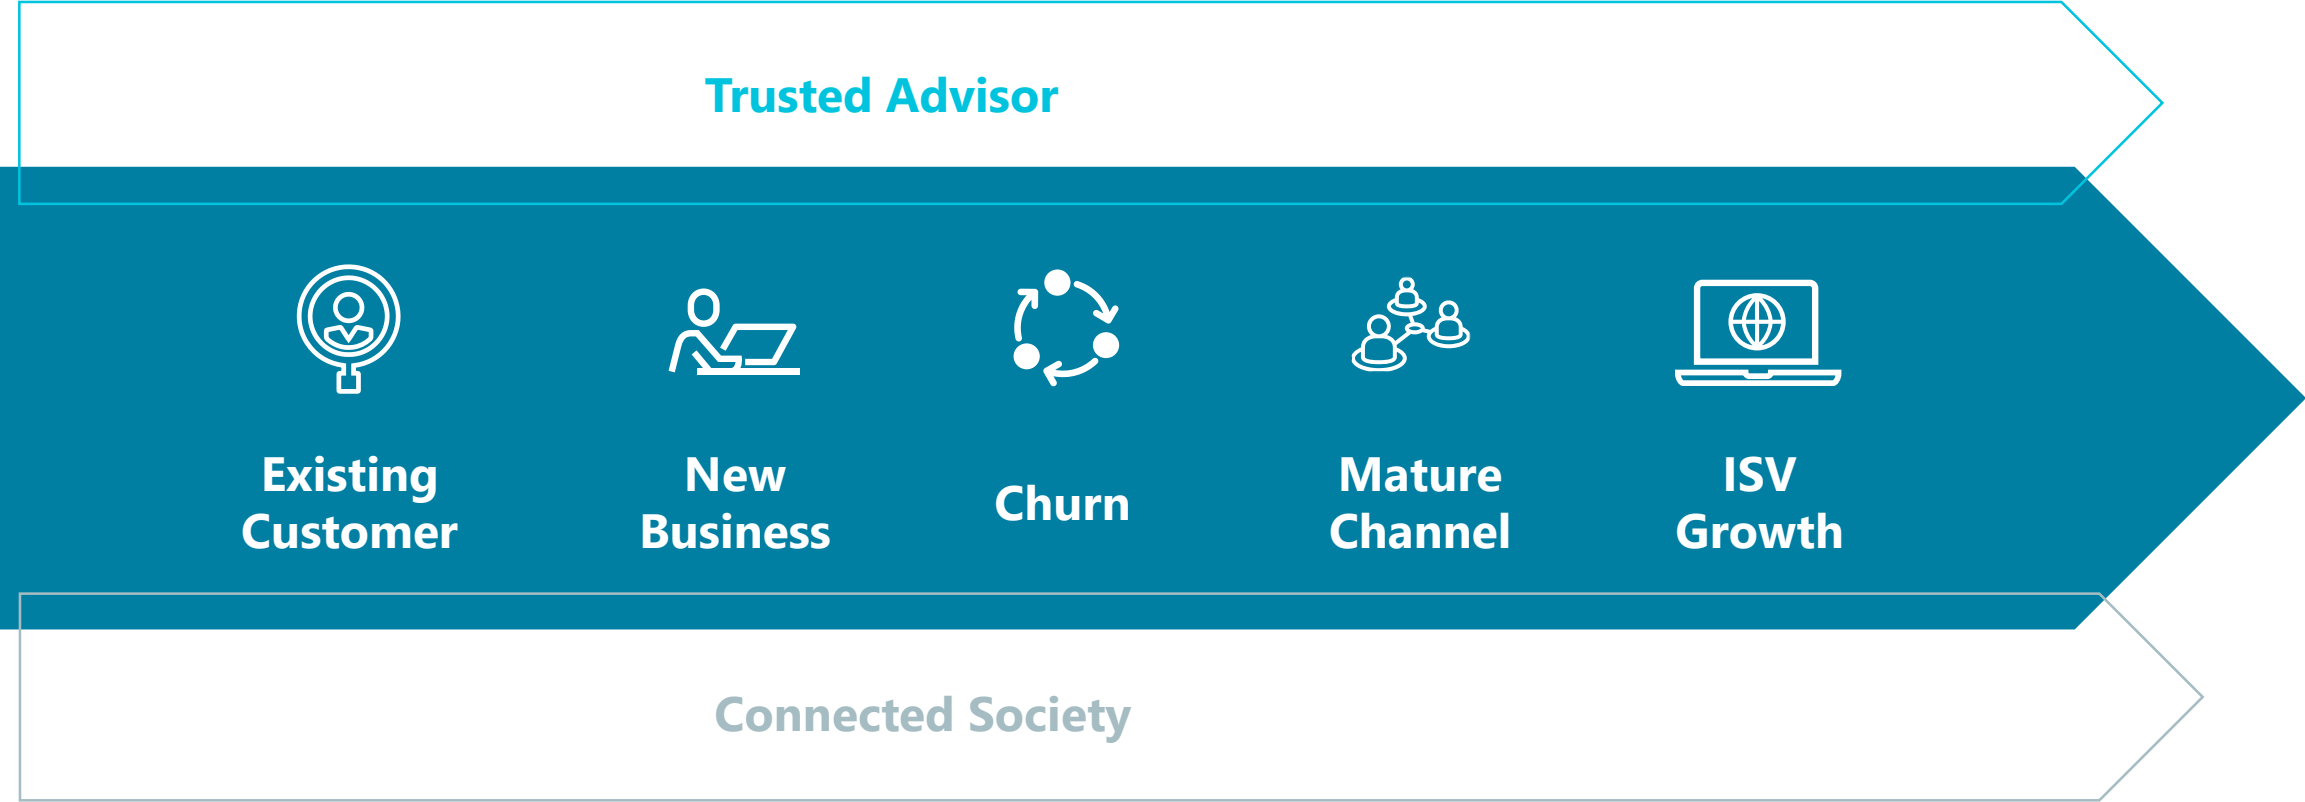 Trusted Advisor
Existing
Customer
New
Business
Churn
Mature
Channel
ISV
Growth
Connected Society